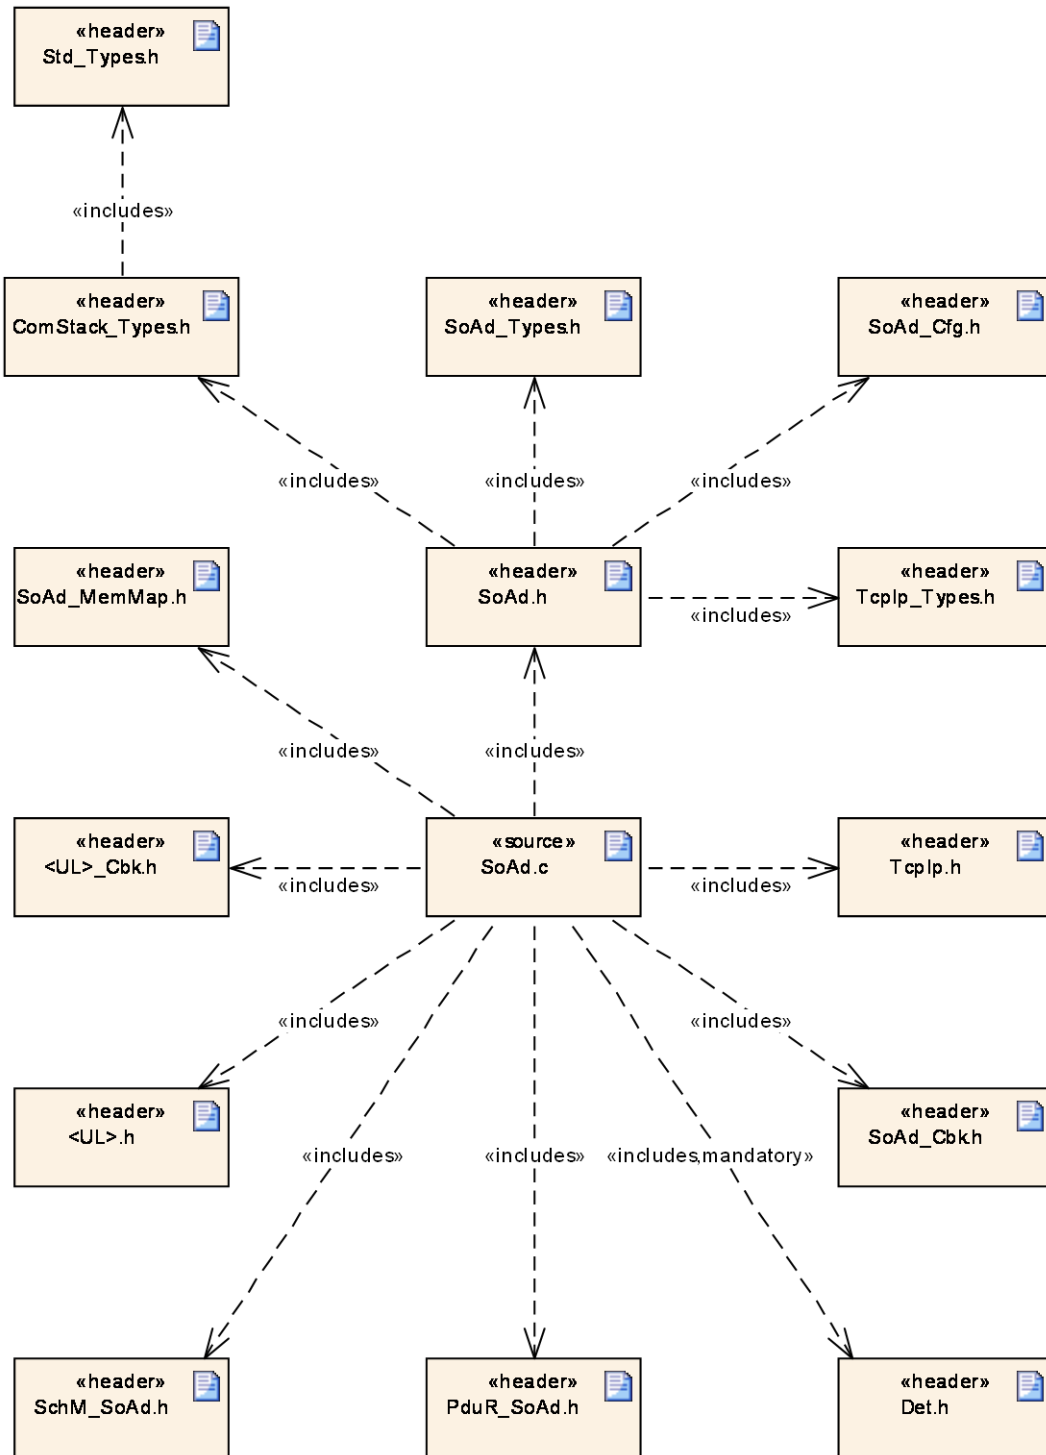 «header»
Std_Types.h
«includes»
«header»
ComStack_Types.h
«header»
SoAd_Types.h
«header»
SoAd_Cfg.h
«includes»
«includes»
«includes»
«header»
SoAd_MemMap.h
«header»
SoAd.h
«header»
TcpIp_Types.h
«includes»
«includes»
«includes»
«header»
<UL>_Cbk.h
«source»
SoAd.c
«header»
TcpIp.h
«includes»
«includes»
«includes»
«includes»
«header»
<UL>.h
«header»
SoAd_Cbk.h
«includes»
«includes»
«includes,mandatory»
«header»
SchM_SoAd.h
«header»
PduR_SoAd.h
«header»
Det.h